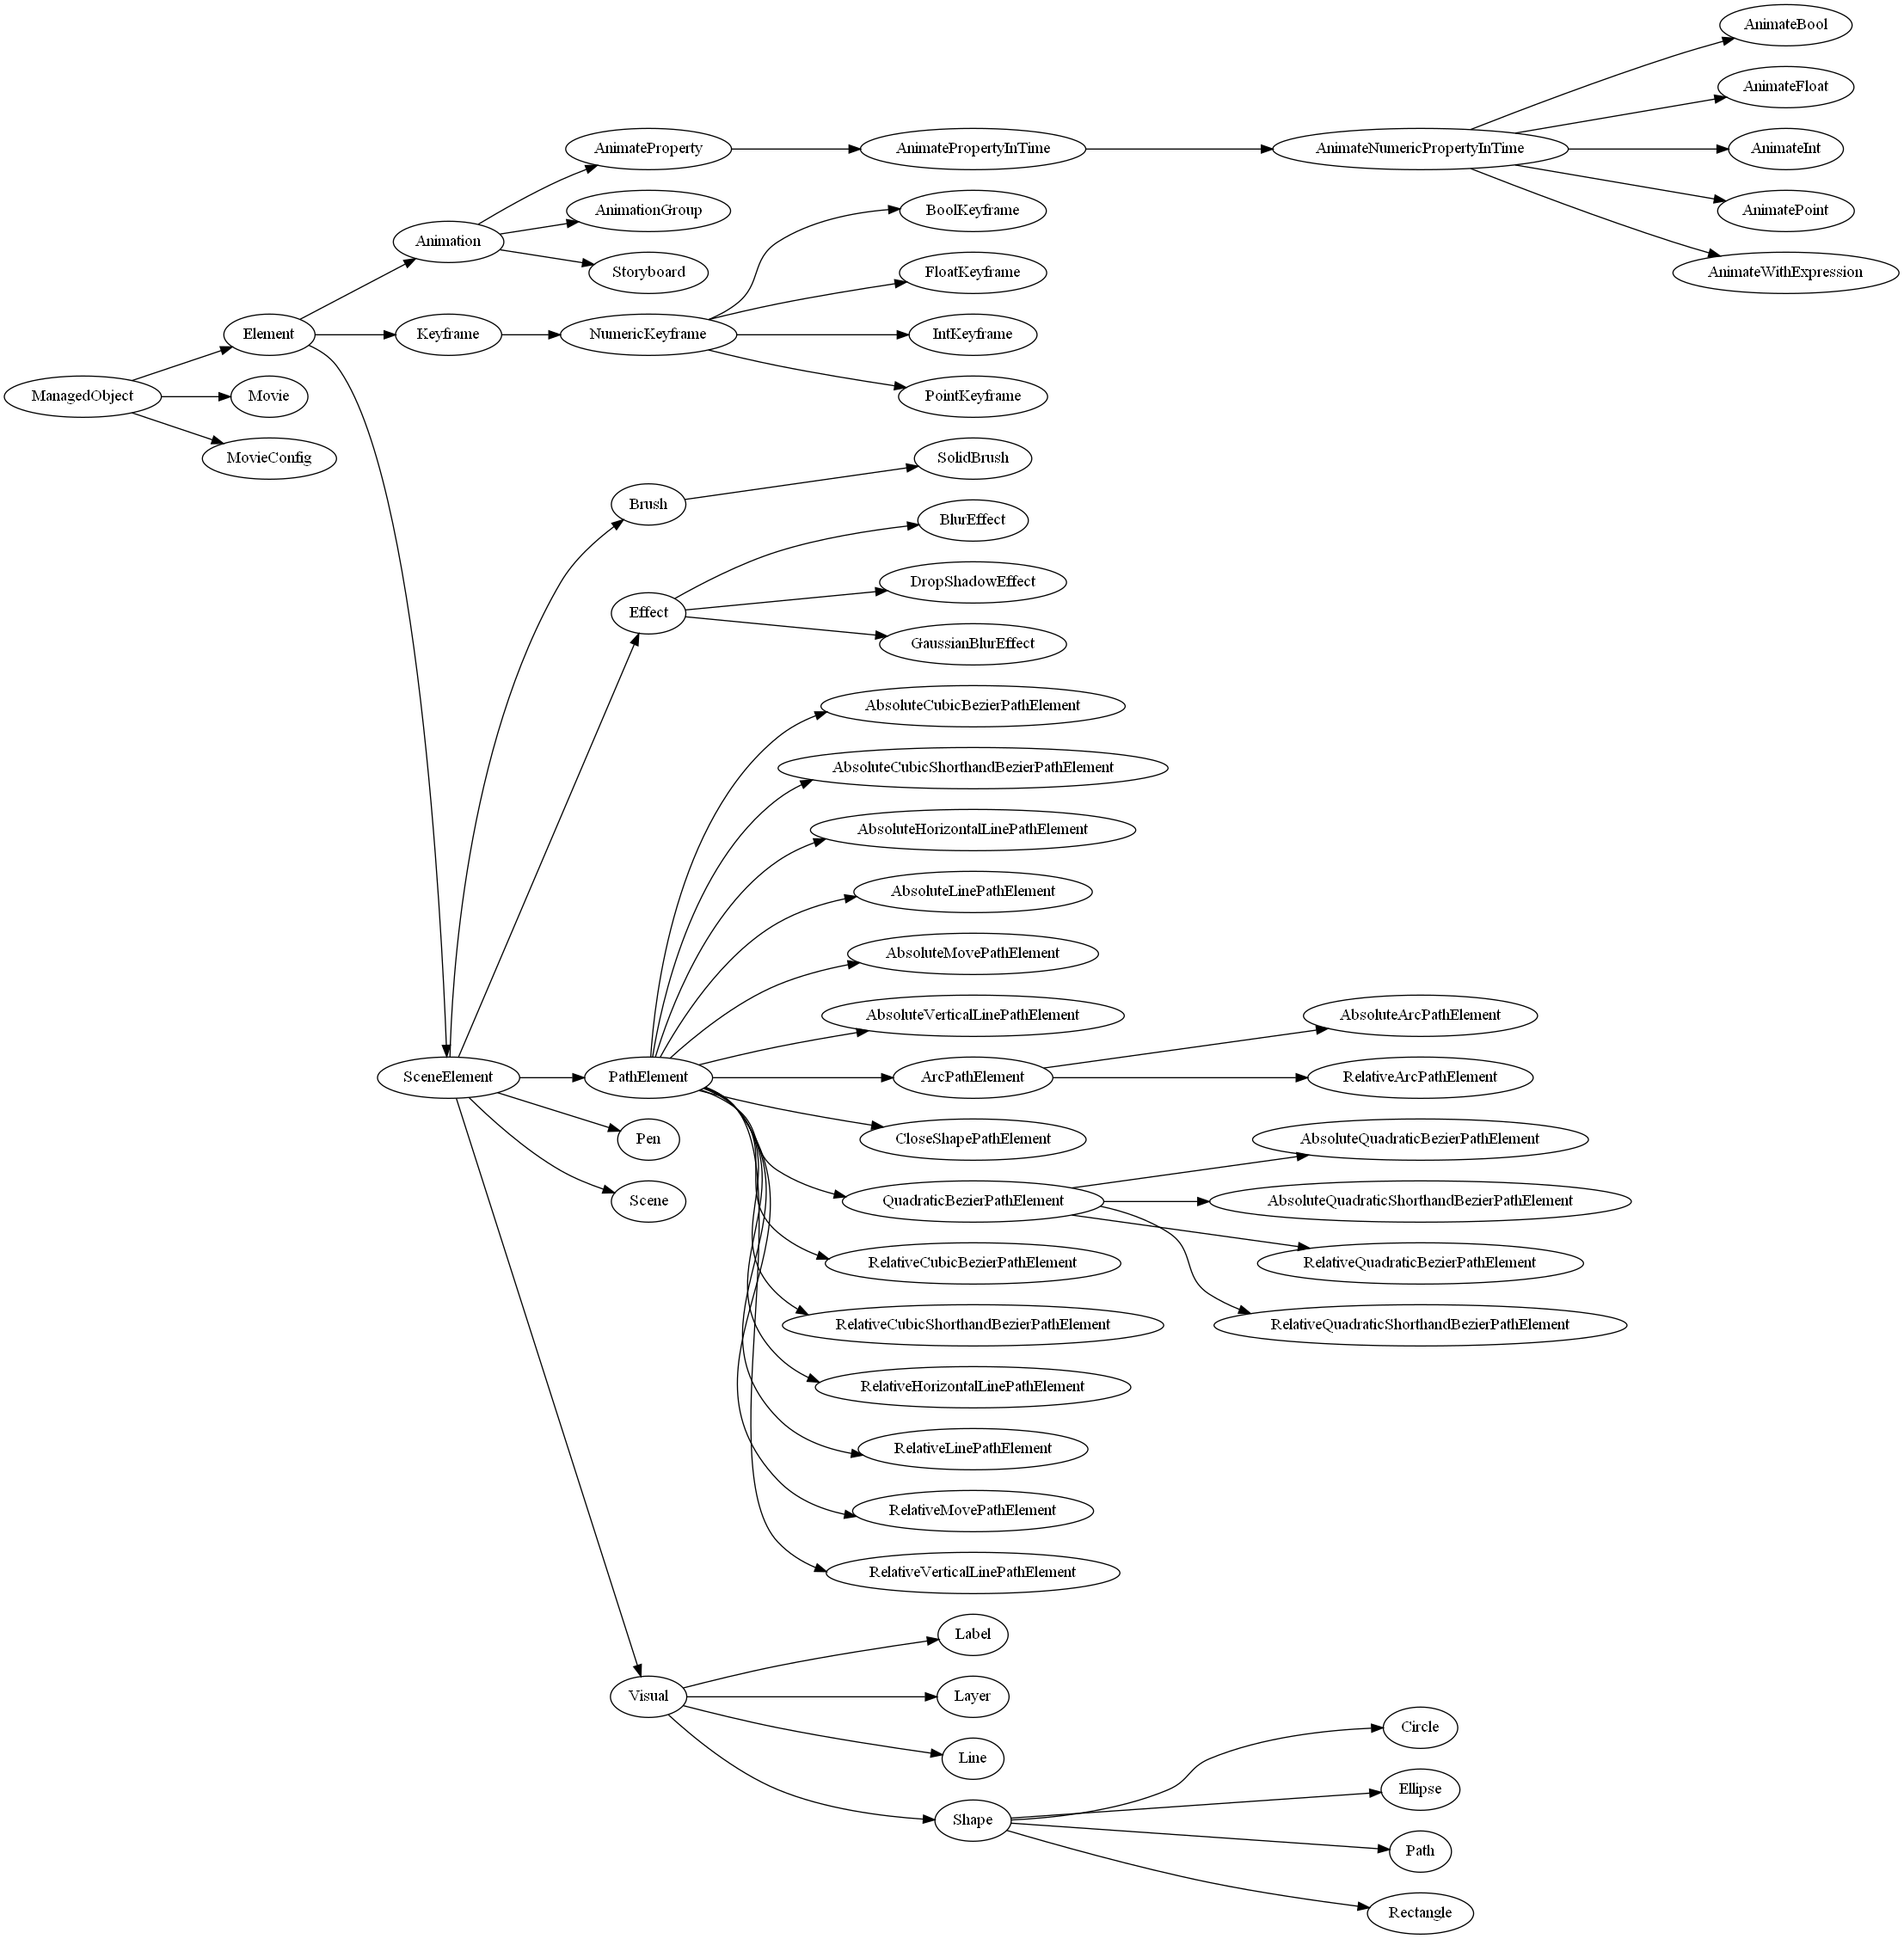 AnimateBool
AnimateFloat
AnimateProperty
AnimatePropertyInTime
AnimateNumericPropertyInTime
AnimateInt
AnimationGroup
BoolKeyframe
AnimatePoint
Animation
Storyboard
FloatKeyframe
AnimateWithExpression
Element
Keyframe
NumericKeyframe
IntKeyframe
ManagedObject
Movie
PointKeyframe
MovieConfig
SolidBrush
Brush
BlurEffect
DropShadowEffect
Effect
GaussianBlurEffect
AbsoluteCubicBezierPathElement
AbsoluteCubicShorthandBezierPathElement
AbsoluteHorizontalLinePathElement
AbsoluteLinePathElement
AbsoluteMovePathElement
AbsoluteVerticalLinePathElement
AbsoluteArcPathElement
SceneElement
PathElement
ArcPathElement
RelativeArcPathElement
Pen
CloseShapePathElement
AbsoluteQuadraticBezierPathElement
Scene
QuadraticBezierPathElement
AbsoluteQuadraticShorthandBezierPathElement
RelativeCubicBezierPathElement
RelativeQuadraticBezierPathElement
RelativeCubicShorthandBezierPathElement
RelativeQuadraticShorthandBezierPathElement
RelativeHorizontalLinePathElement
RelativeLinePathElement
RelativeMovePathElement
RelativeVerticalLinePathElement
Label
Visual
Layer
Circle
Line
Ellipse
Shape
Path
Rectangle